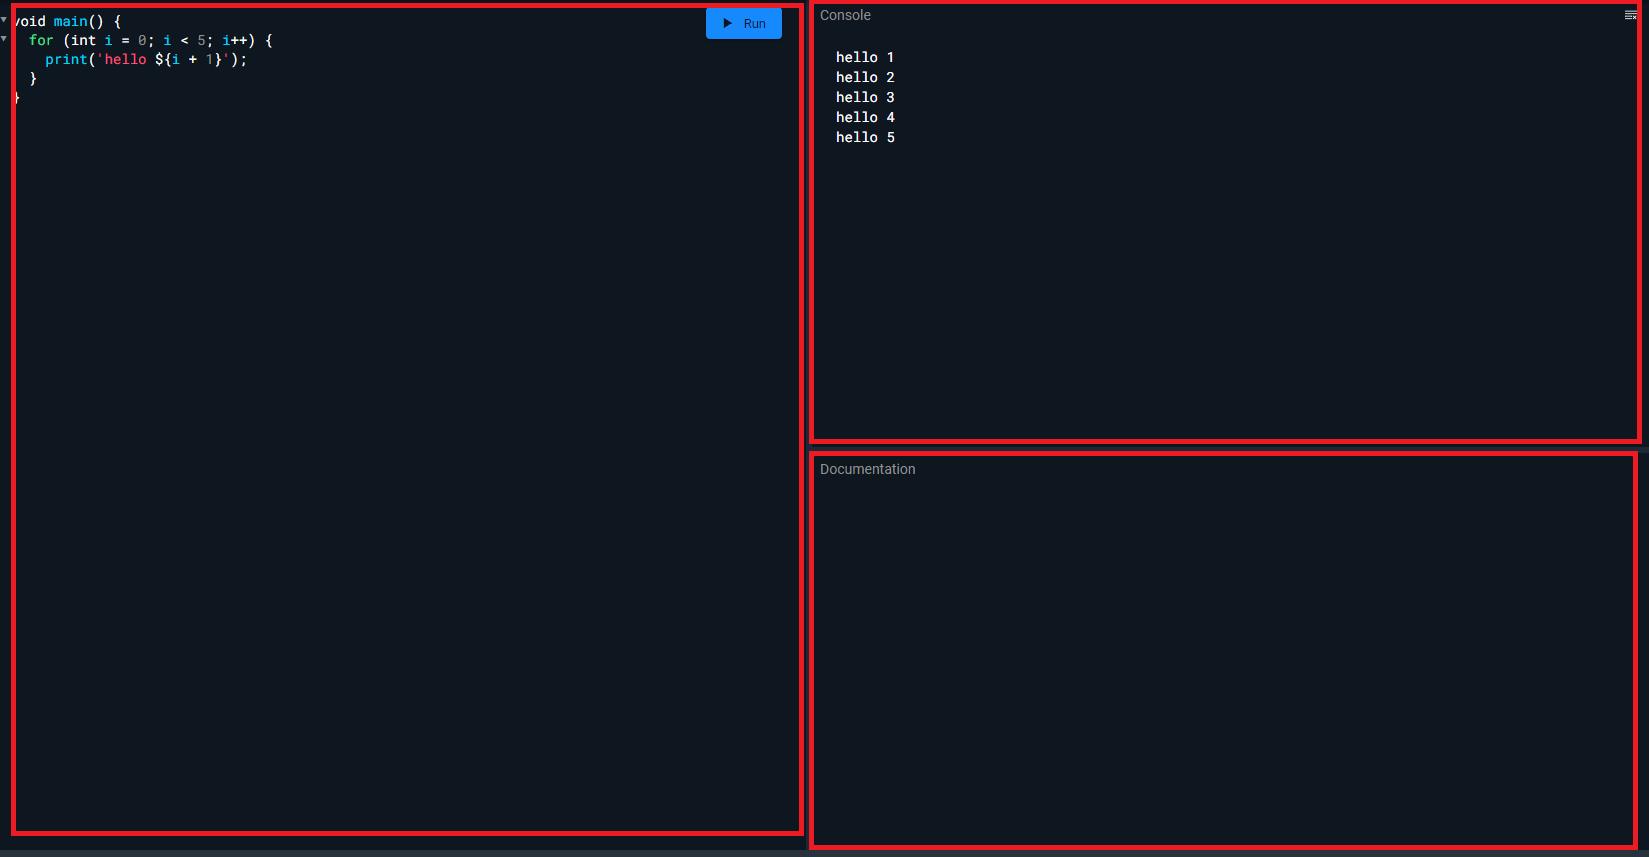 void main() {
  for (int i = 0; i < 5; i++) {
    print('hello ${i + 1}');
  }
}
Run
Console
hello 1
hello 2
hello 3
hello 4
hello 5
Documentation